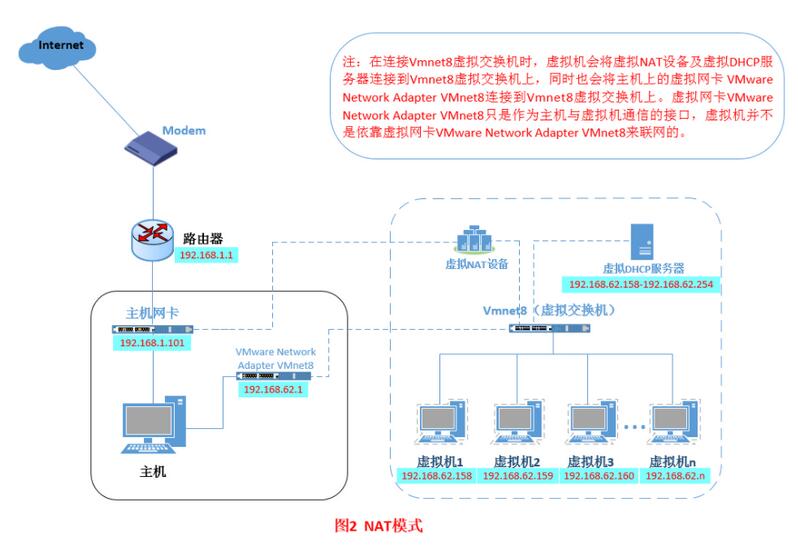 Internet
注：在连接Vmnet8虚拟交换机时，虚拟机会将虚拟NAT设备及虚拟DHCP服
务器连接到Vmnet8虚拟交换机上，同时也会将主机上的虚拟网卡 VMware
Network Adapter VMnet8连接到Vmnet8虚拟交换机上。虚拟网卡VMware
Network Adapter VMnet8只是作为主机与虚拟机通信的接口，虚拟机并不
是依靠虚拟网卡VMware Network Adapter VMnet8来联网的。
Modem
路由器
192.168.1.1
虚拟NAT设备
虚拟DHCP服务器
192.168.62.158-192.168.62.254
主机网卡
192.168.1.101
Vmnet8（虚拟交换机）
VMware Network
Adapter VMnet8
192.168.62.1
主机
虚拟机1
192.168.62.158
虚拟机2
192.168.62.159
虚拟机3
192.168.62.160
虚拟机n
192.168.62.n
图2 NAT模式